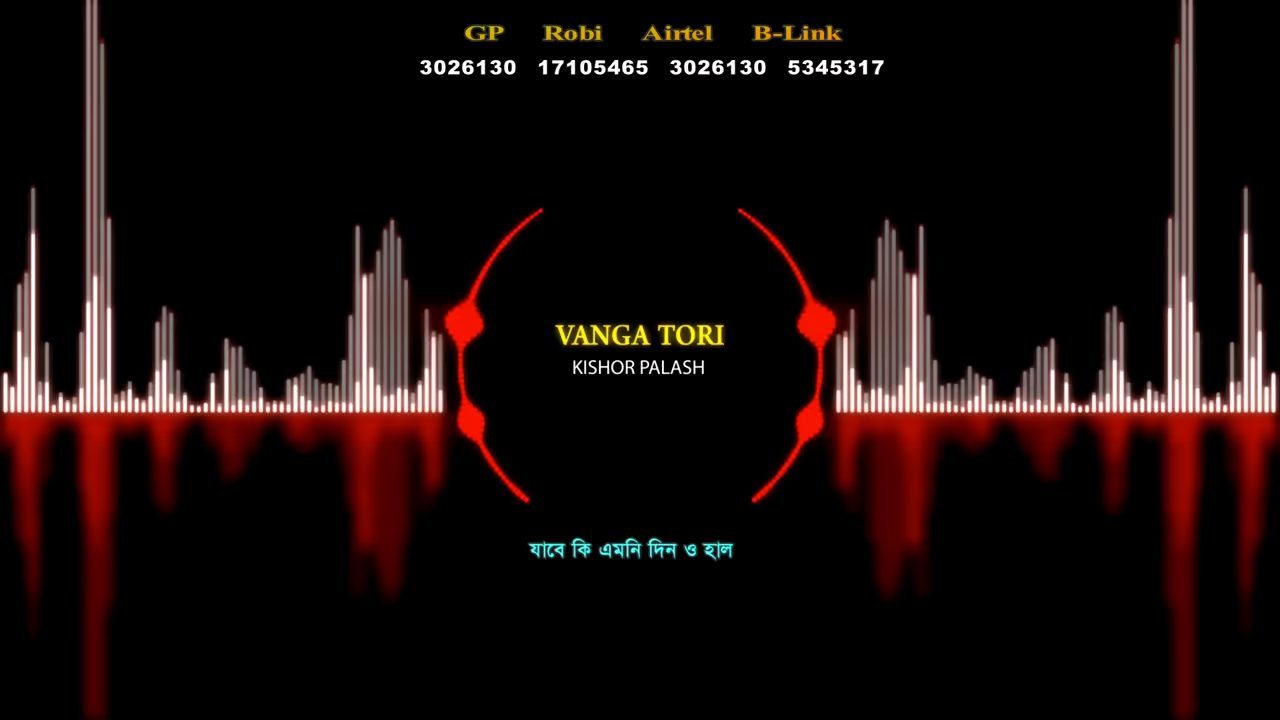 GP Robi Airtel B-Link
3026130 17105465 3026130 5345317
VANGA TORI
KISHOR PALASH
যাবে কি এমনি দিন ও হাল